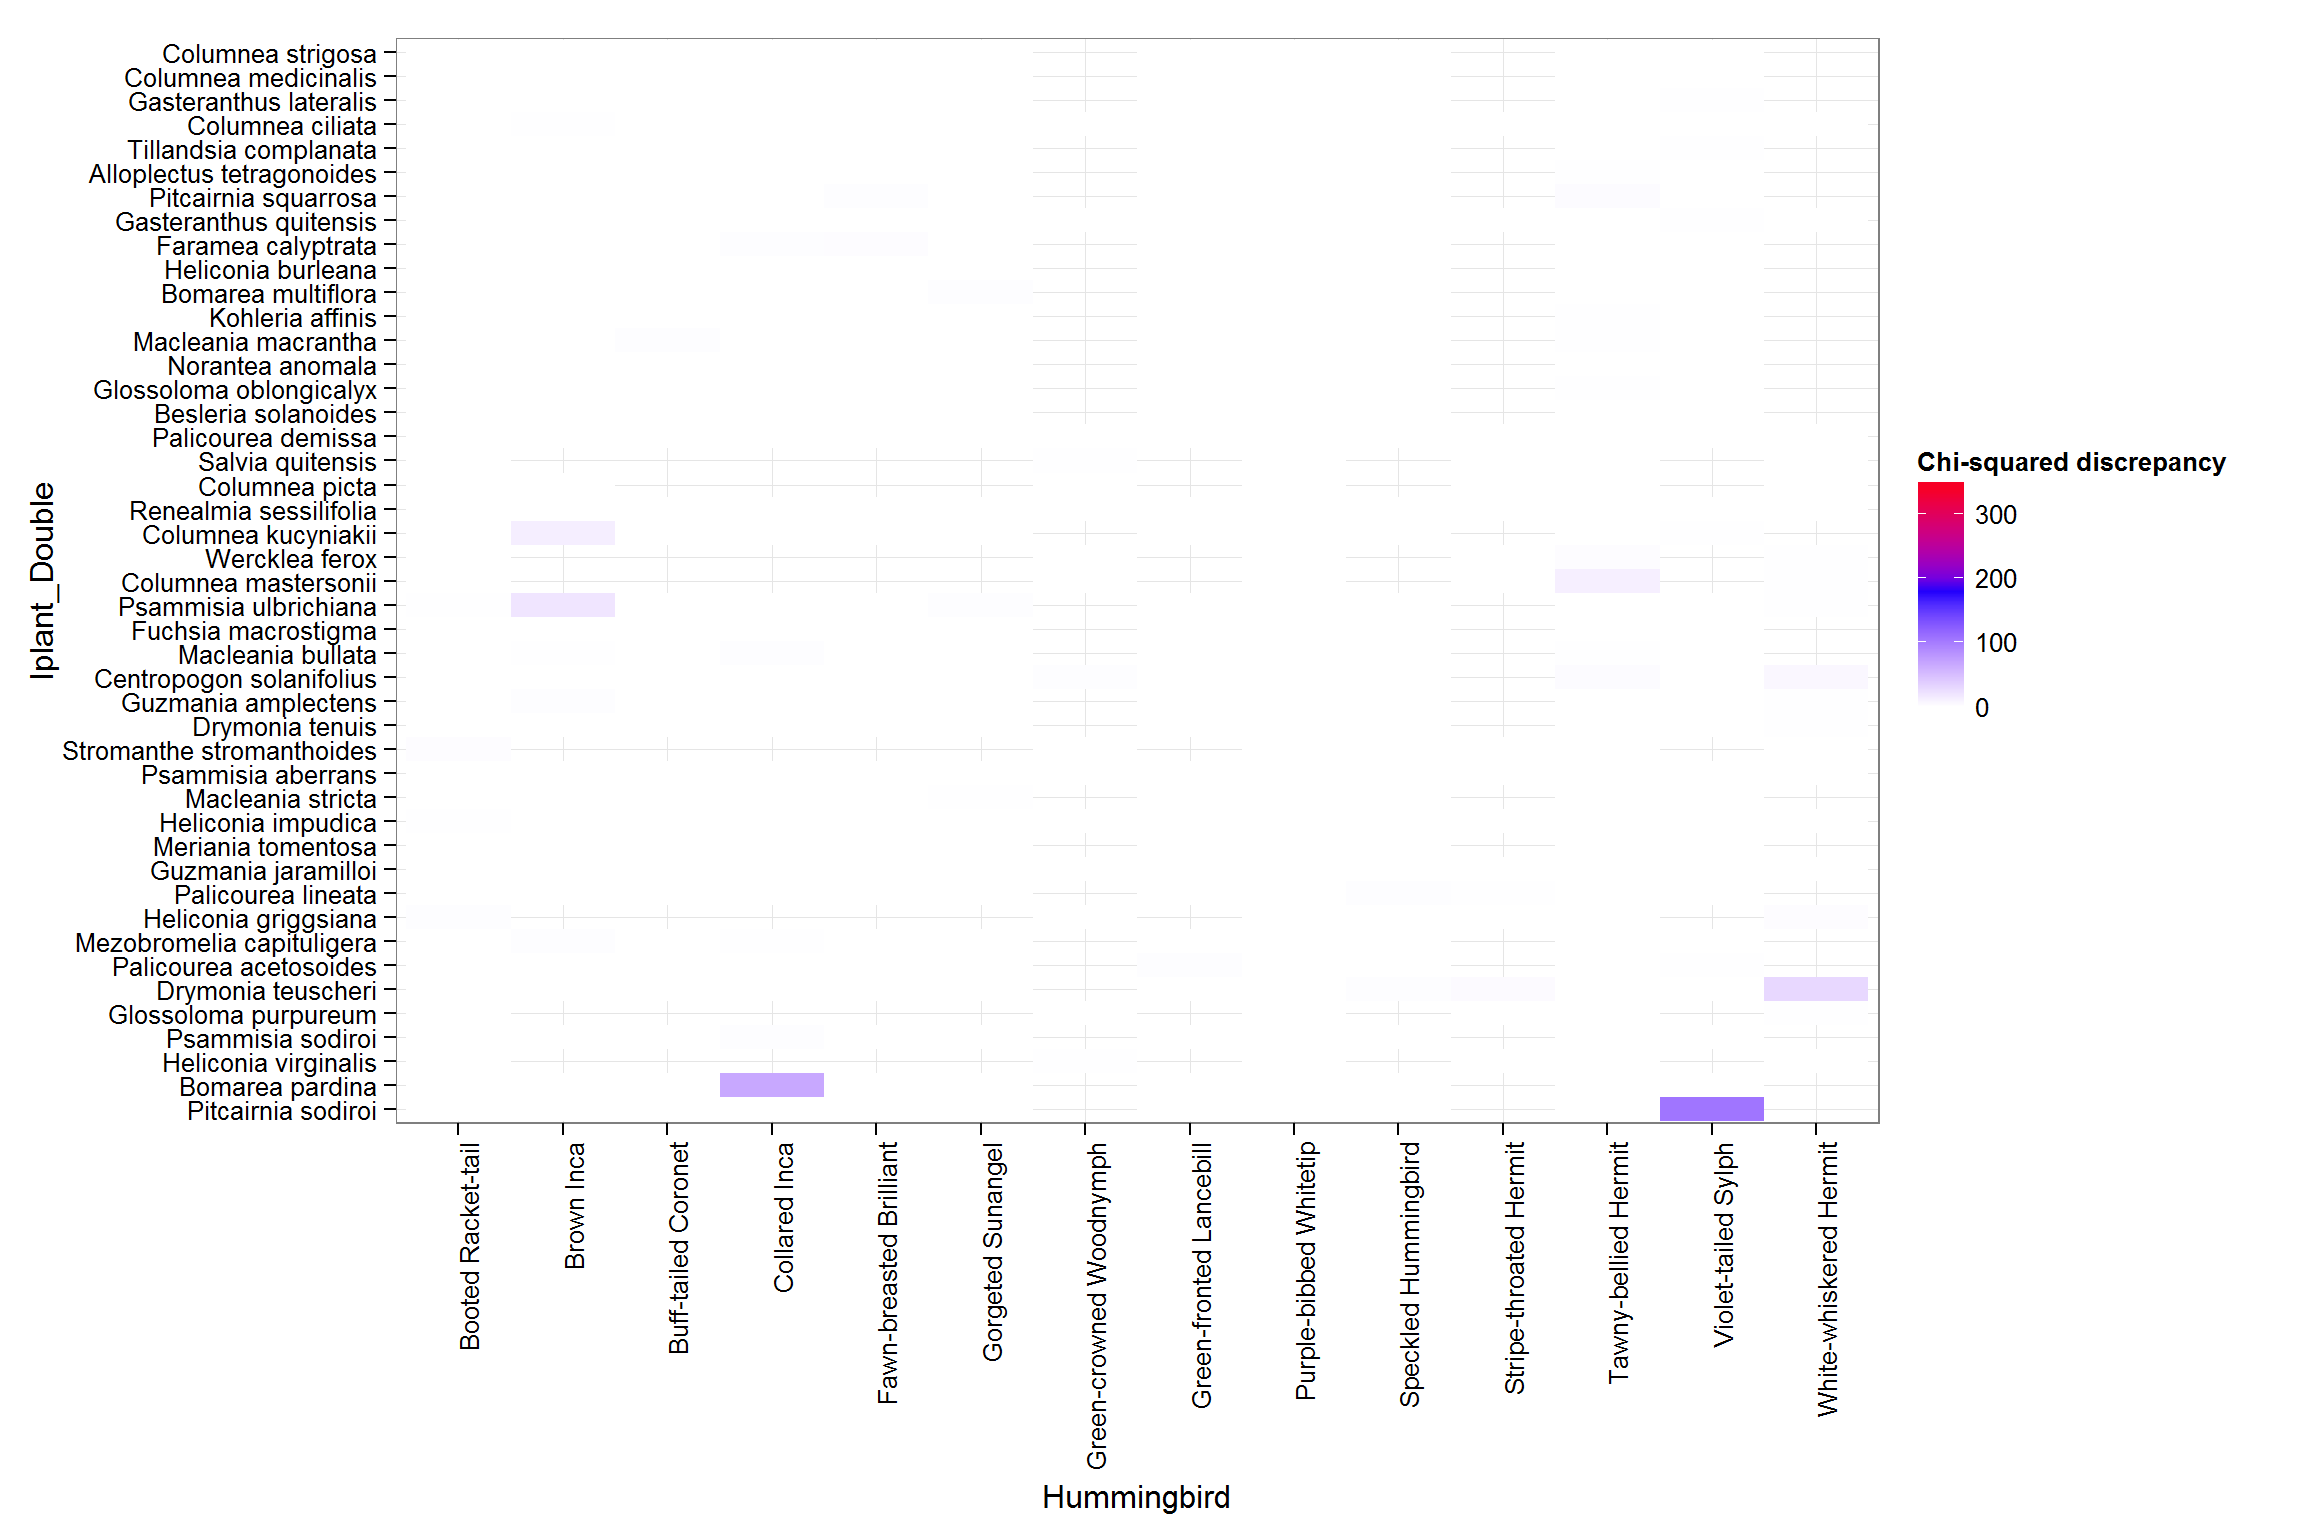 Columnea strigosa
Columnea medicinalis
Gasteranthus lateralis
Columnea ciliata
Tillandsia complanata
Alloplectus tetragonoides
Pitcairnia squarrosa
Gasteranthus quitensis
Faramea calyptrata
Heliconia burleana
Bomarea multiflora
Kohleria affinis
Macleania macrantha
Norantea anomala
Glossoloma oblongicalyx
Besleria solanoides
Palicourea demissa
Salvia quitensis
Columnea picta
Renealmia sessilifolia
Columnea kucyniakii
Wercklea ferox
Columnea mastersonii
Psammisia ulbrichiana
Fuchsia macrostigma
Macleania bullata
Centropogon solanifolius
Guzmania amplectens
Drymonia tenuis
Stromanthe stromanthoides
Psammisia aberrans
Macleania stricta
Heliconia impudica
Meriania tomentosa
Guzmania jaramilloi
Palicourea lineata
Heliconia griggsiana
Mezobromelia capituligera
Palicourea acetosoides
Drymonia teuscheri
Glossoloma purpureum
Psammisia sodiroi
Heliconia virginalis
Bomarea pardina
Pitcairnia sodiroi
Iplant_Double
Booted Racket-tail
Brown Inca
Buff-tailed Coronet
Collared Inca
Fawn-breasted Brilliant
Gorgeted Sunangel
Green-crowned Woodnymph
Green-fronted Lancebill
Purple-bibbed Whitetip
Speckled Hummingbird
Stripe-throated Hermit
Tawny-bellied Hermit
Violet-tailed Sylph
White-whiskered Hermit
Hummingbird
Chi-squared discrepancy
300
200
100
0